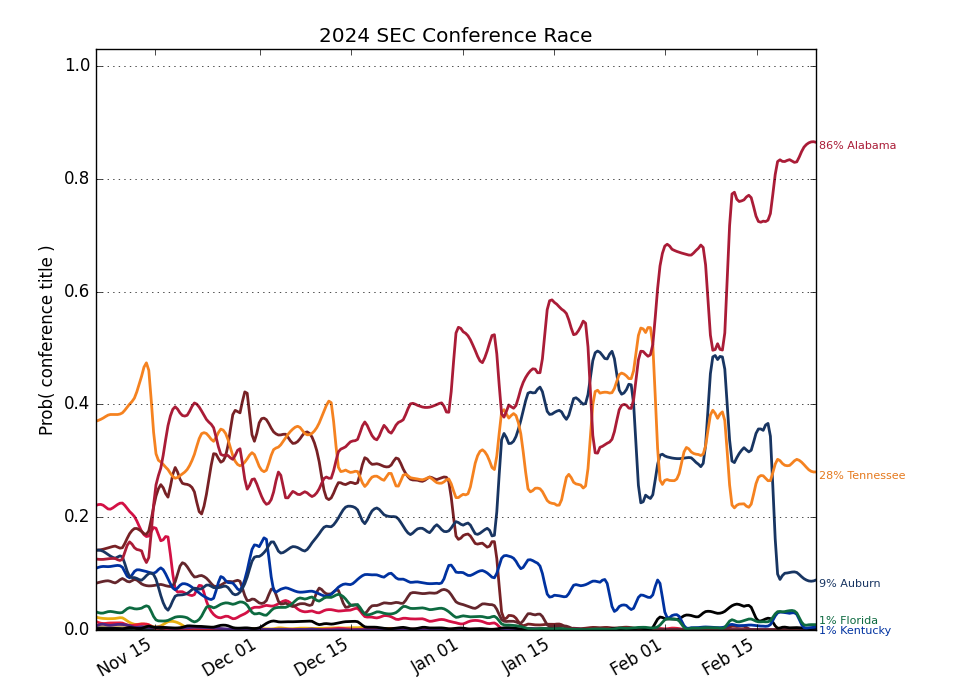 2024 SEC Conference Race
Prob( conference title )
1.0
0.8
0.6
0.4
0.2
0.0
Nov 15
Dec 01
Dec 15
Jan 01
Jan 15
Feb 01
Feb 15
86% Alabama
28% Tennessee
9% Auburn
1% Florida
1% Kentucky